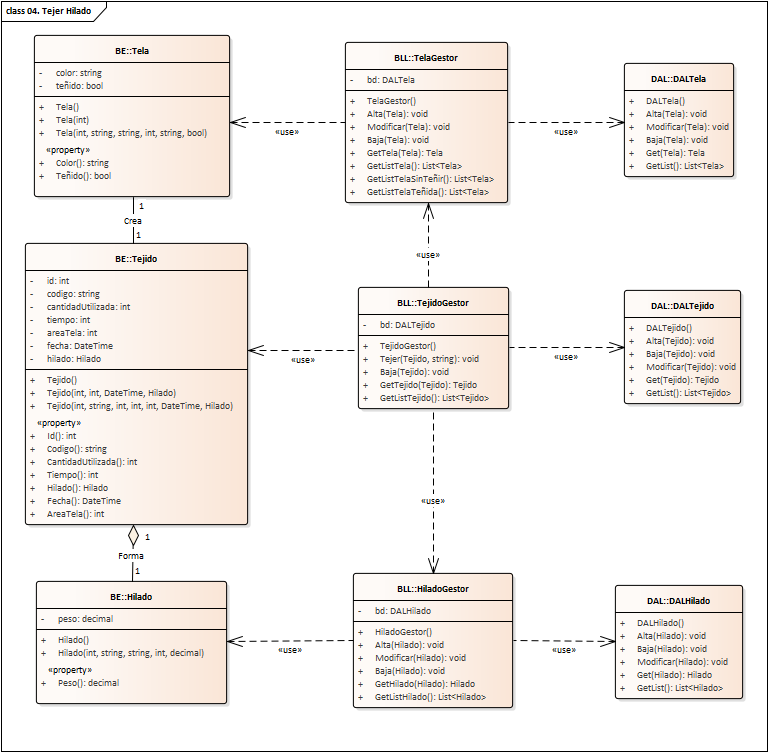 class 04. Tejer Hilado
BE::Tela
- color: string
- teñido: bool
+ Tela()
+ Tela(int)
+ Tela(int, string, string, int, string, bool)
«property»
+ Color(): string
+ Teñido(): bool
BLL::TelaGestor
- bd: DALTela
+ TelaGestor()
+ Alta(Tela): void
+ Modificar(Tela): void
+ Baja(Tela): void
+ GetTela(Tela): Tela
+ GetListTela(): List<Tela>
+ GetListTelaSinTeñir(): List<Tela>
+ GetListTelaTeñida(): List<Tela>
DAL::DALTela
+ DALTela()
+ Alta(Tela): void
+ Modificar(Tela): void
+ Baja(Tela): void
+ Get(Tela): Tela
+ GetList(): List<Tela>
«use»
«use»
1
Crea
1
«use»
BE::Tejido
- id: int
- codigo: string
- cantidadUtilizada: int
- tiempo: int
- areaTela: int
- fecha: DateTime
- hilado: Hilado
+ Tejido()
+ Tejido(int, int, DateTime, Hilado)
+ Tejido(int, string, int, int, int, DateTime, Hilado)
«property»
+ Id(): int
+ Codigo(): string
+ CantidadUtilizada(): int
+ Tiempo(): int
+ Hilado(): Hilado
+ Fecha(): DateTime
+ AreaTela(): int
BLL::TejidoGestor
- bd: DALTejido
+ TejidoGestor()
+ Tejer(Tejido, string): void
+ Baja(Tejido): void
+ GetTejido(Tejido): Tejido
+ GetListTejido(): List<Tejido>
DAL::DALTejido
+ DALTejido()
+ Alta(Tejido): void
+ Baja(Tejido): void
+ Modificar(Tejido): void
+ Get(Tejido): Tejido
+ GetList(): List<Tejido>
«use»
«use»
«use»
1
Forma
1
BE::Hilado
- peso: decimal
+ Hilado()
+ Hilado(int, string, string, int, decimal)
«property»
+ Peso(): decimal
BLL::HiladoGestor
- bd: DALHilado
+ HiladoGestor()
+ Alta(Hilado): void
+ Modificar(Hilado): void
+ Baja(Hilado): void
+ GetHilado(Hilado): Hilado
+ GetListHilado(): List<Hilado>
DAL::DALHilado
+ DALHilado()
+ Alta(Hilado): void
+ Baja(Hilado): void
+ Modificar(Hilado): void
+ Get(Hilado): Hilado
+ GetList(): List<Hilado>
«use»
«use»